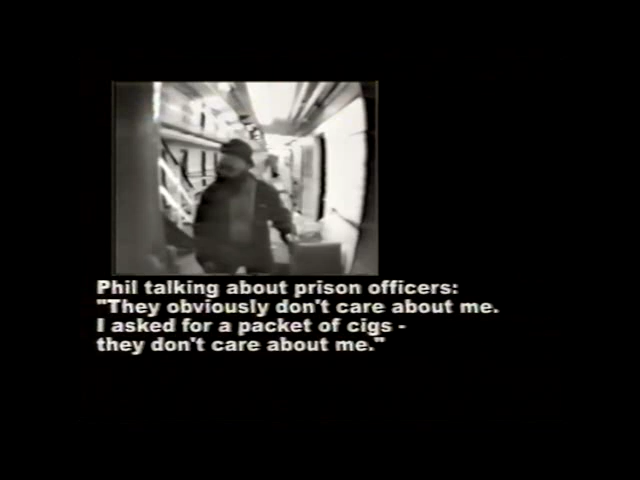 Phil talking about prison officers:
"They obviously don't care about me.
I asked for a packet of cigs -
they don't care about me."